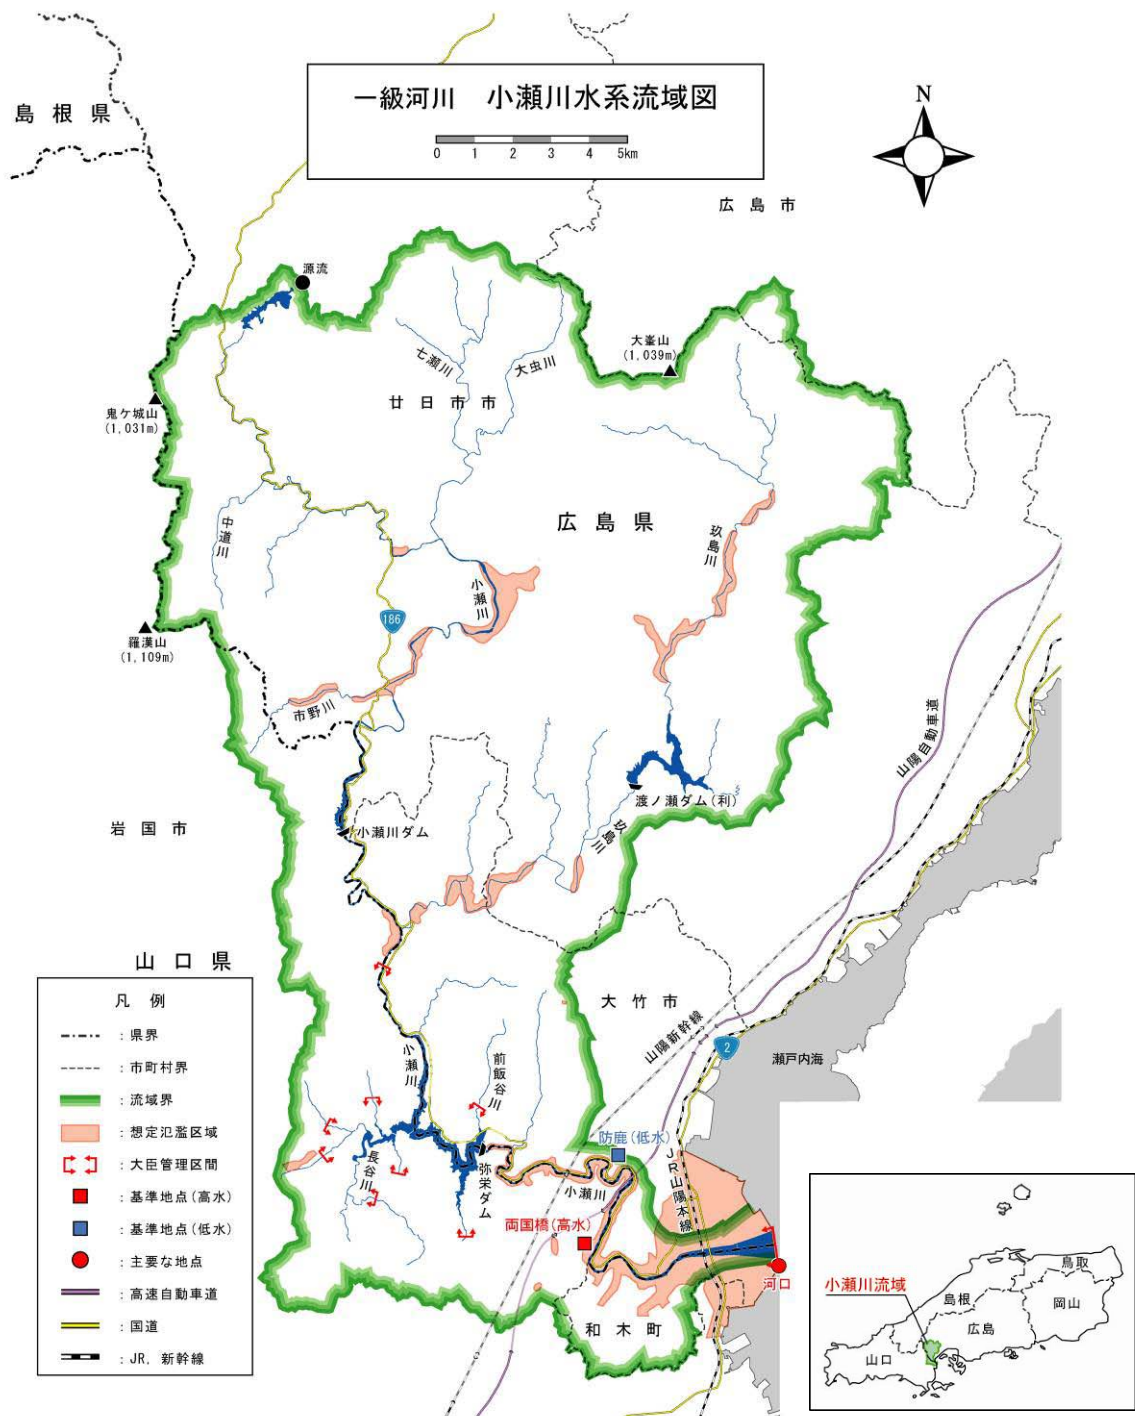 一級河川 小瀬川水系流域図
0 1 2 3 4 5km
N
島根県
広島市
源流
大峯山
(1,039m)
七瀬川
大虫川
廿日市市
鬼ケ城山
(1,031m)
広島県
中道川
玖島川
小瀬川
186
羅漢山
(1,109m)
市野川
山陽自動車道
渡ノ瀬ダム(利)
岩国市
小瀬川ダム
玖島川
山口県
大竹市
山陽新幹線
2
瀬戸内海
小瀬川
前飯谷川
防鹿(低水)
長谷川
弥栄ダム
小瀬川
JR山陽本線
両国橋(高水)
河口
和木町
凡例
:県界
:市町村界
:流域界
:想定氾濫区域
:大臣管理区間
:基準地点(高水)
:基準地点(低水)
:主要な地点
:高速自動車道
:国道
:JR,新幹線
小瀬川流域
鳥取
島根
岡山
広島
山口